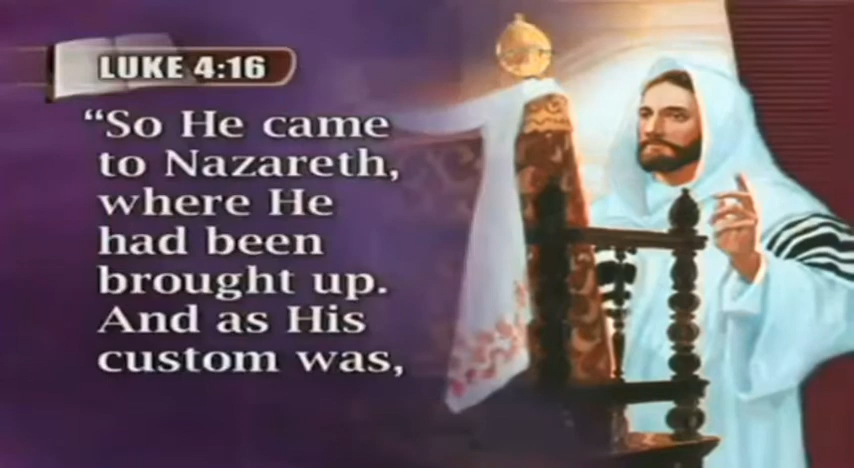 LUKE 4:16
“So He came
to Nazareth,
where He
had been
brought up.
And as His
custom was,